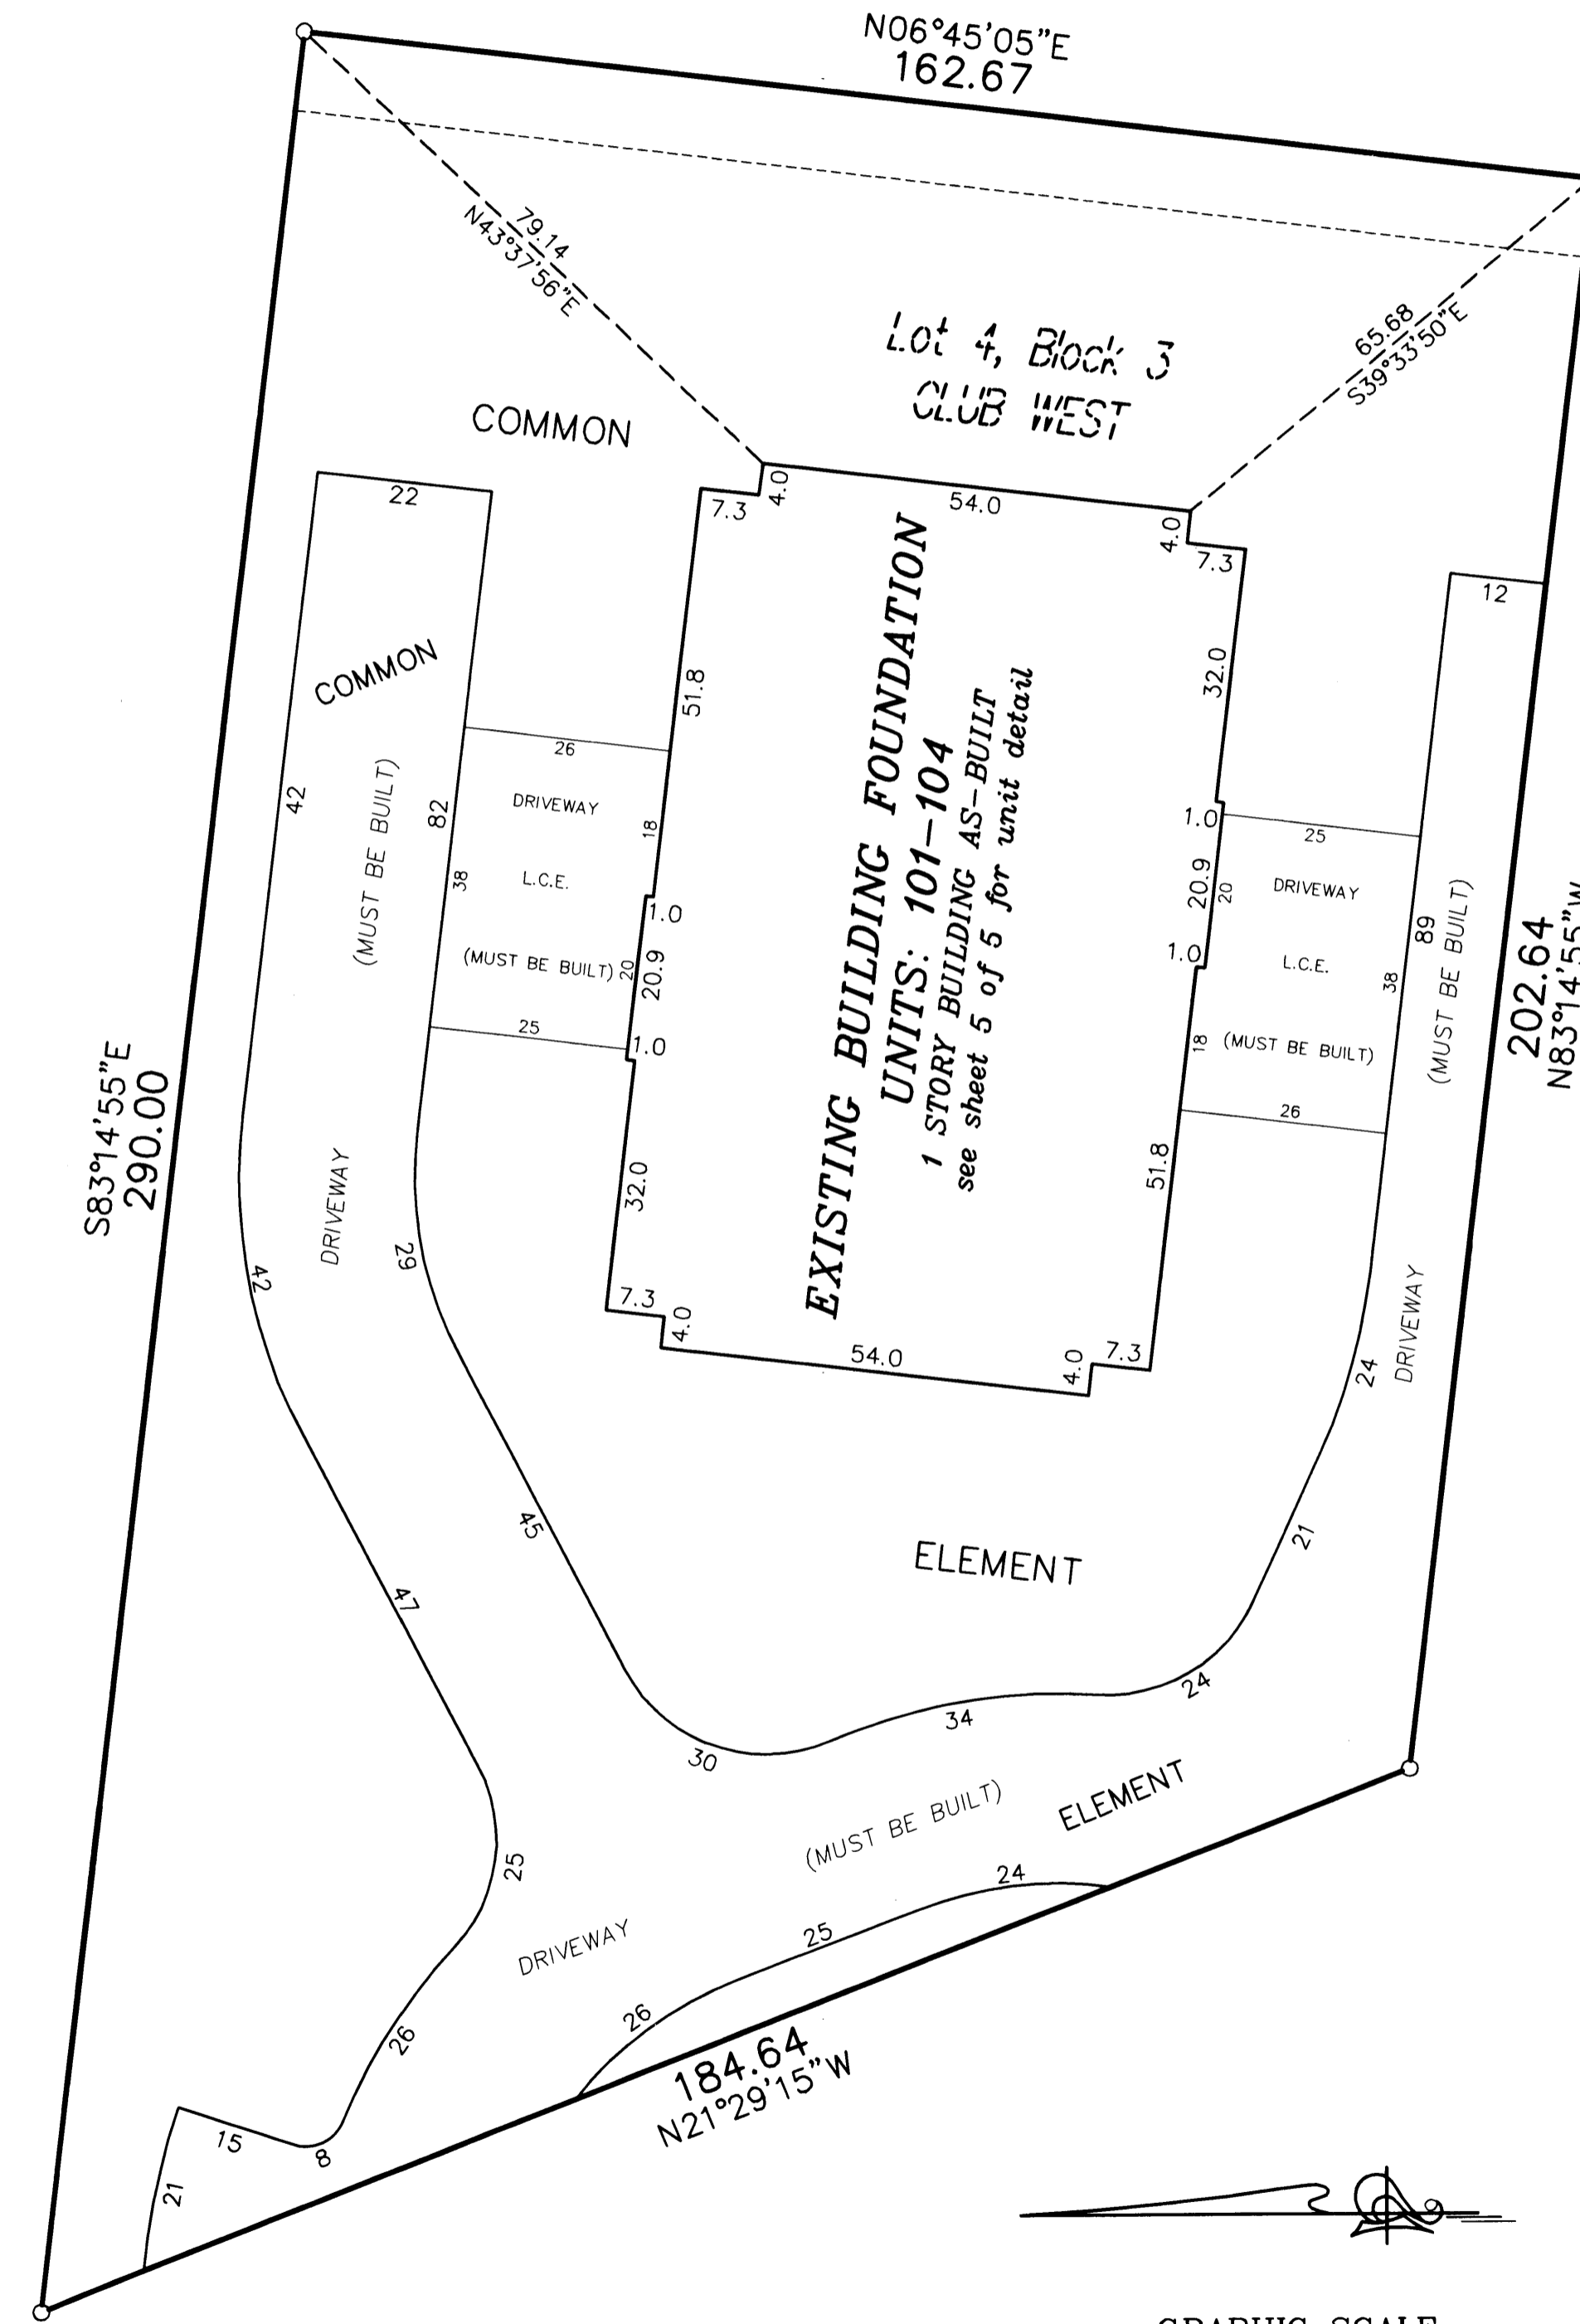 N06°45'05"E
162.67
79.14
N43°37'56"E
65.68
S39°33'50"E
Lot 4, Block 3
CLUB WEST
COMMON
22
7.3
4.0
54.0
4.0
7.3
12
COMMON
51.8
32.0
26
42
(MUST BE BUILT)
82
38
DRIVEWAY
L.C.E.
(MUST BE BUILT)
18
1.0
20
20.9
25
1.0
EXISTING BUILDING FOUNDATION
UNITS: 101-104
1 STORY BUILDING AS-BUILT
see sheet 5 of 5 for unit detail
1.0
25
20.9
20
DRIVEWAY
L.C.E.
(MUST BE BUILT)
1.0
18
38
89
(MUST BE BUILT)
26
202.64
N83°14'55"W
S83°14'55"E
290.00
DRIVEWAY
42
29
32.0
51.8
7.3
4.0
54.0
4.0
7.3
24
DRIVEWAY
45
47
21
ELEMENT
24
34
30
(MUST BE BUILT)
ELEMENT
25
24
25
DRIVEWAY
26
26
184.64
N21°29'15"W
15
8
21
GRAPHIC SCALE